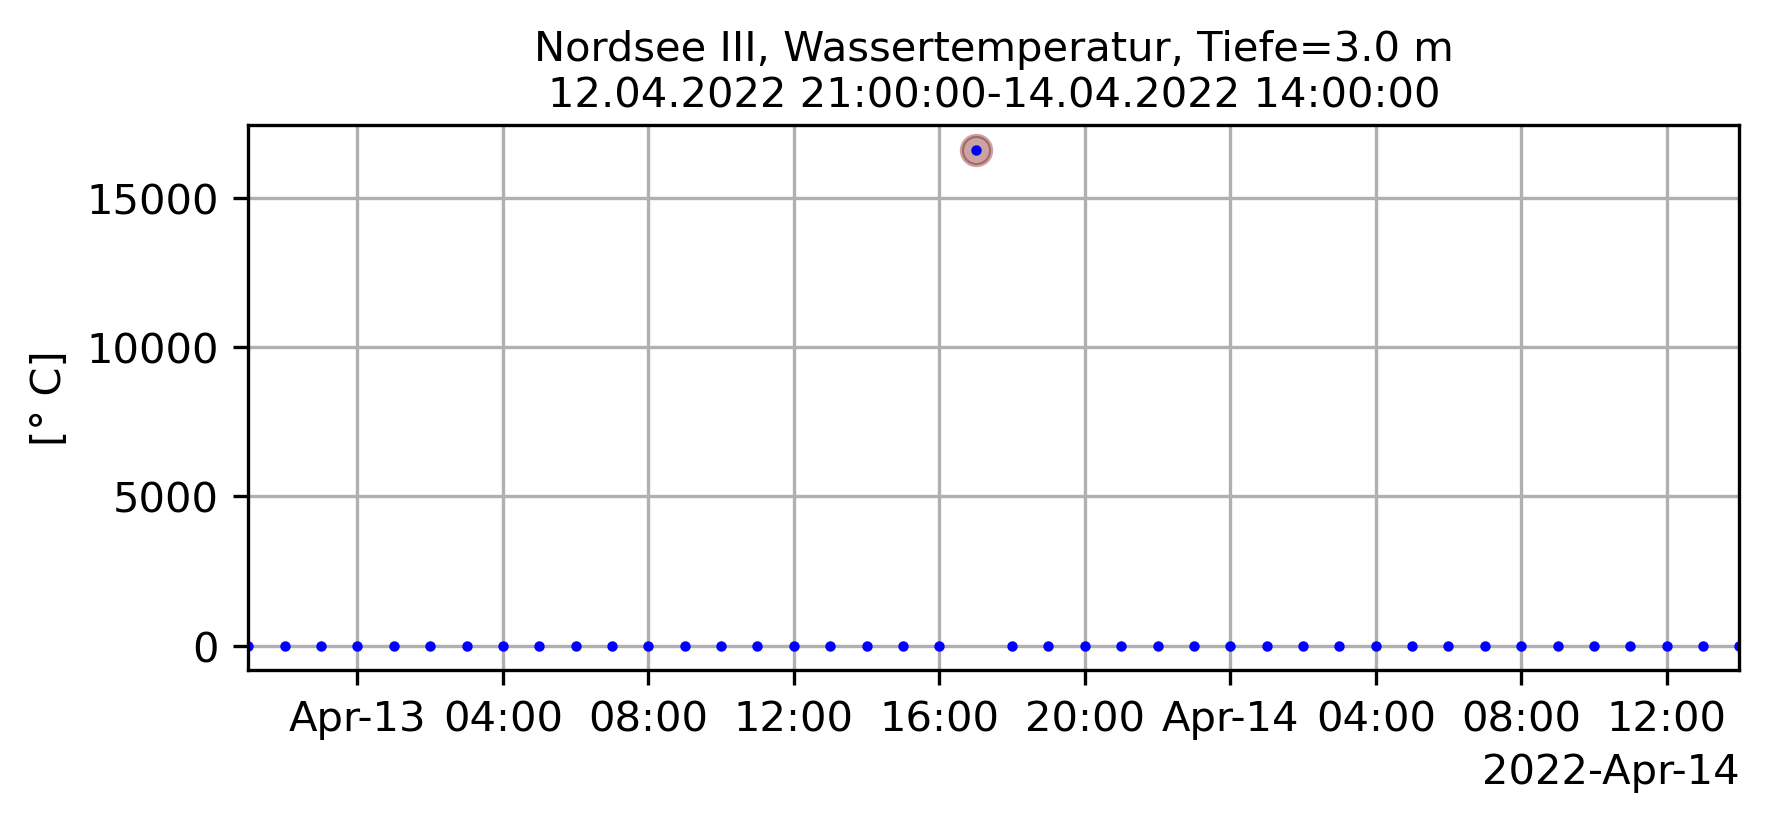 Nordsee III, Wassertemperatur, Tiefe=3.0 m
12.04.2022 21:00:00-14.04.2022 14:00:00
[° C]
15000
10000
5000
0
Apr-13 04:00 08:00 12:00 16:00 20:00 Apr-14 04:00 08:00 12:00
2022-Apr-14